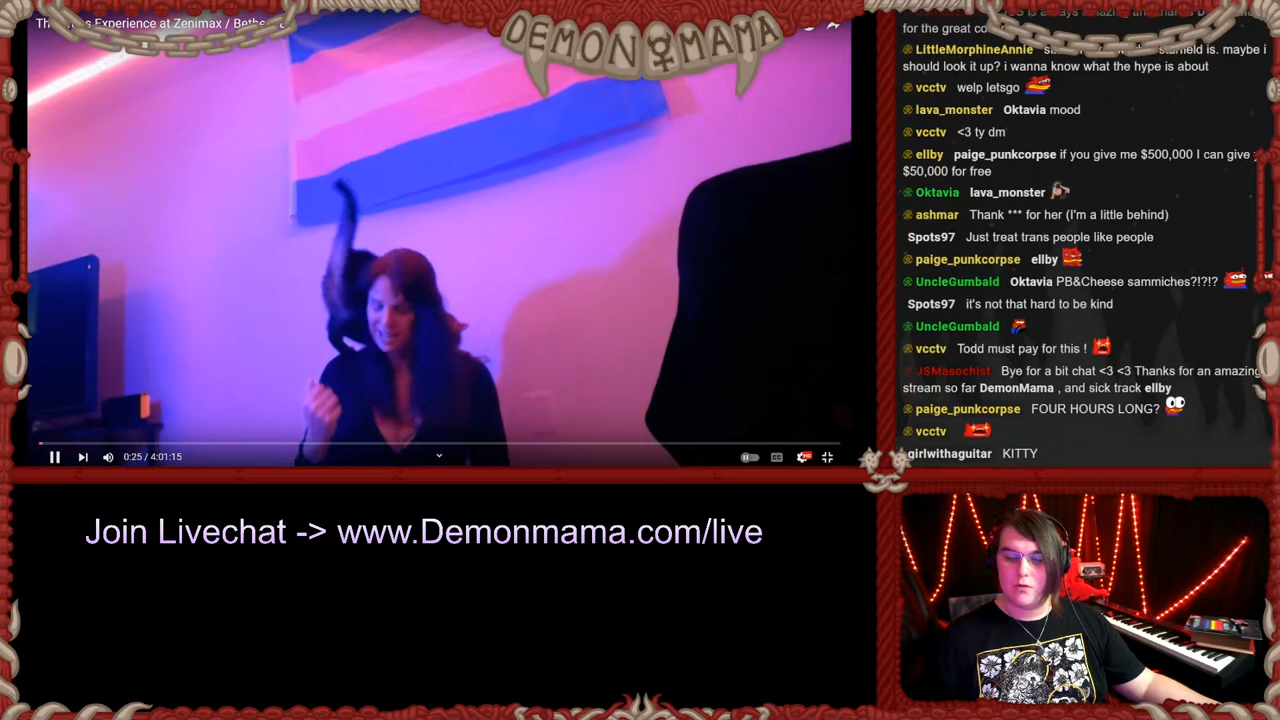 Experience at Zenimax /
DEMON MAMA
for the great
LittleMorphineAnnie is. maybe i
should look it up? i wanna know what the hype is about
vcctv welp letsgo
lava_monster Oktavia mood
vcctv <3 ty dm
ellby paige_punkcorpse if you give me $500,000 I can give
$50,000 for free
Oktavia lava_monster
ashmar Thank *** for her (I'm a little behind)
Spots97 Just treat trans people like people
paige_punkcorpse ellby
UncleGumbald Oktavia PB&Cheese sammiches?!?!?
Spots97 it's not that hard to be kind
UncleGumbald
vcctv Todd must pay for this !
JSMasochist Bye for a bit chat <3 <3 Thanks for an amazing
stream so far DemonMama , and sick track ellby
paige_punkcorpse FOUR HOURS LONG?
vcctv
girlwithaguitar KITTY
0:25 / 4:01:15
Join Livechat -> www.Demonmama.com/live